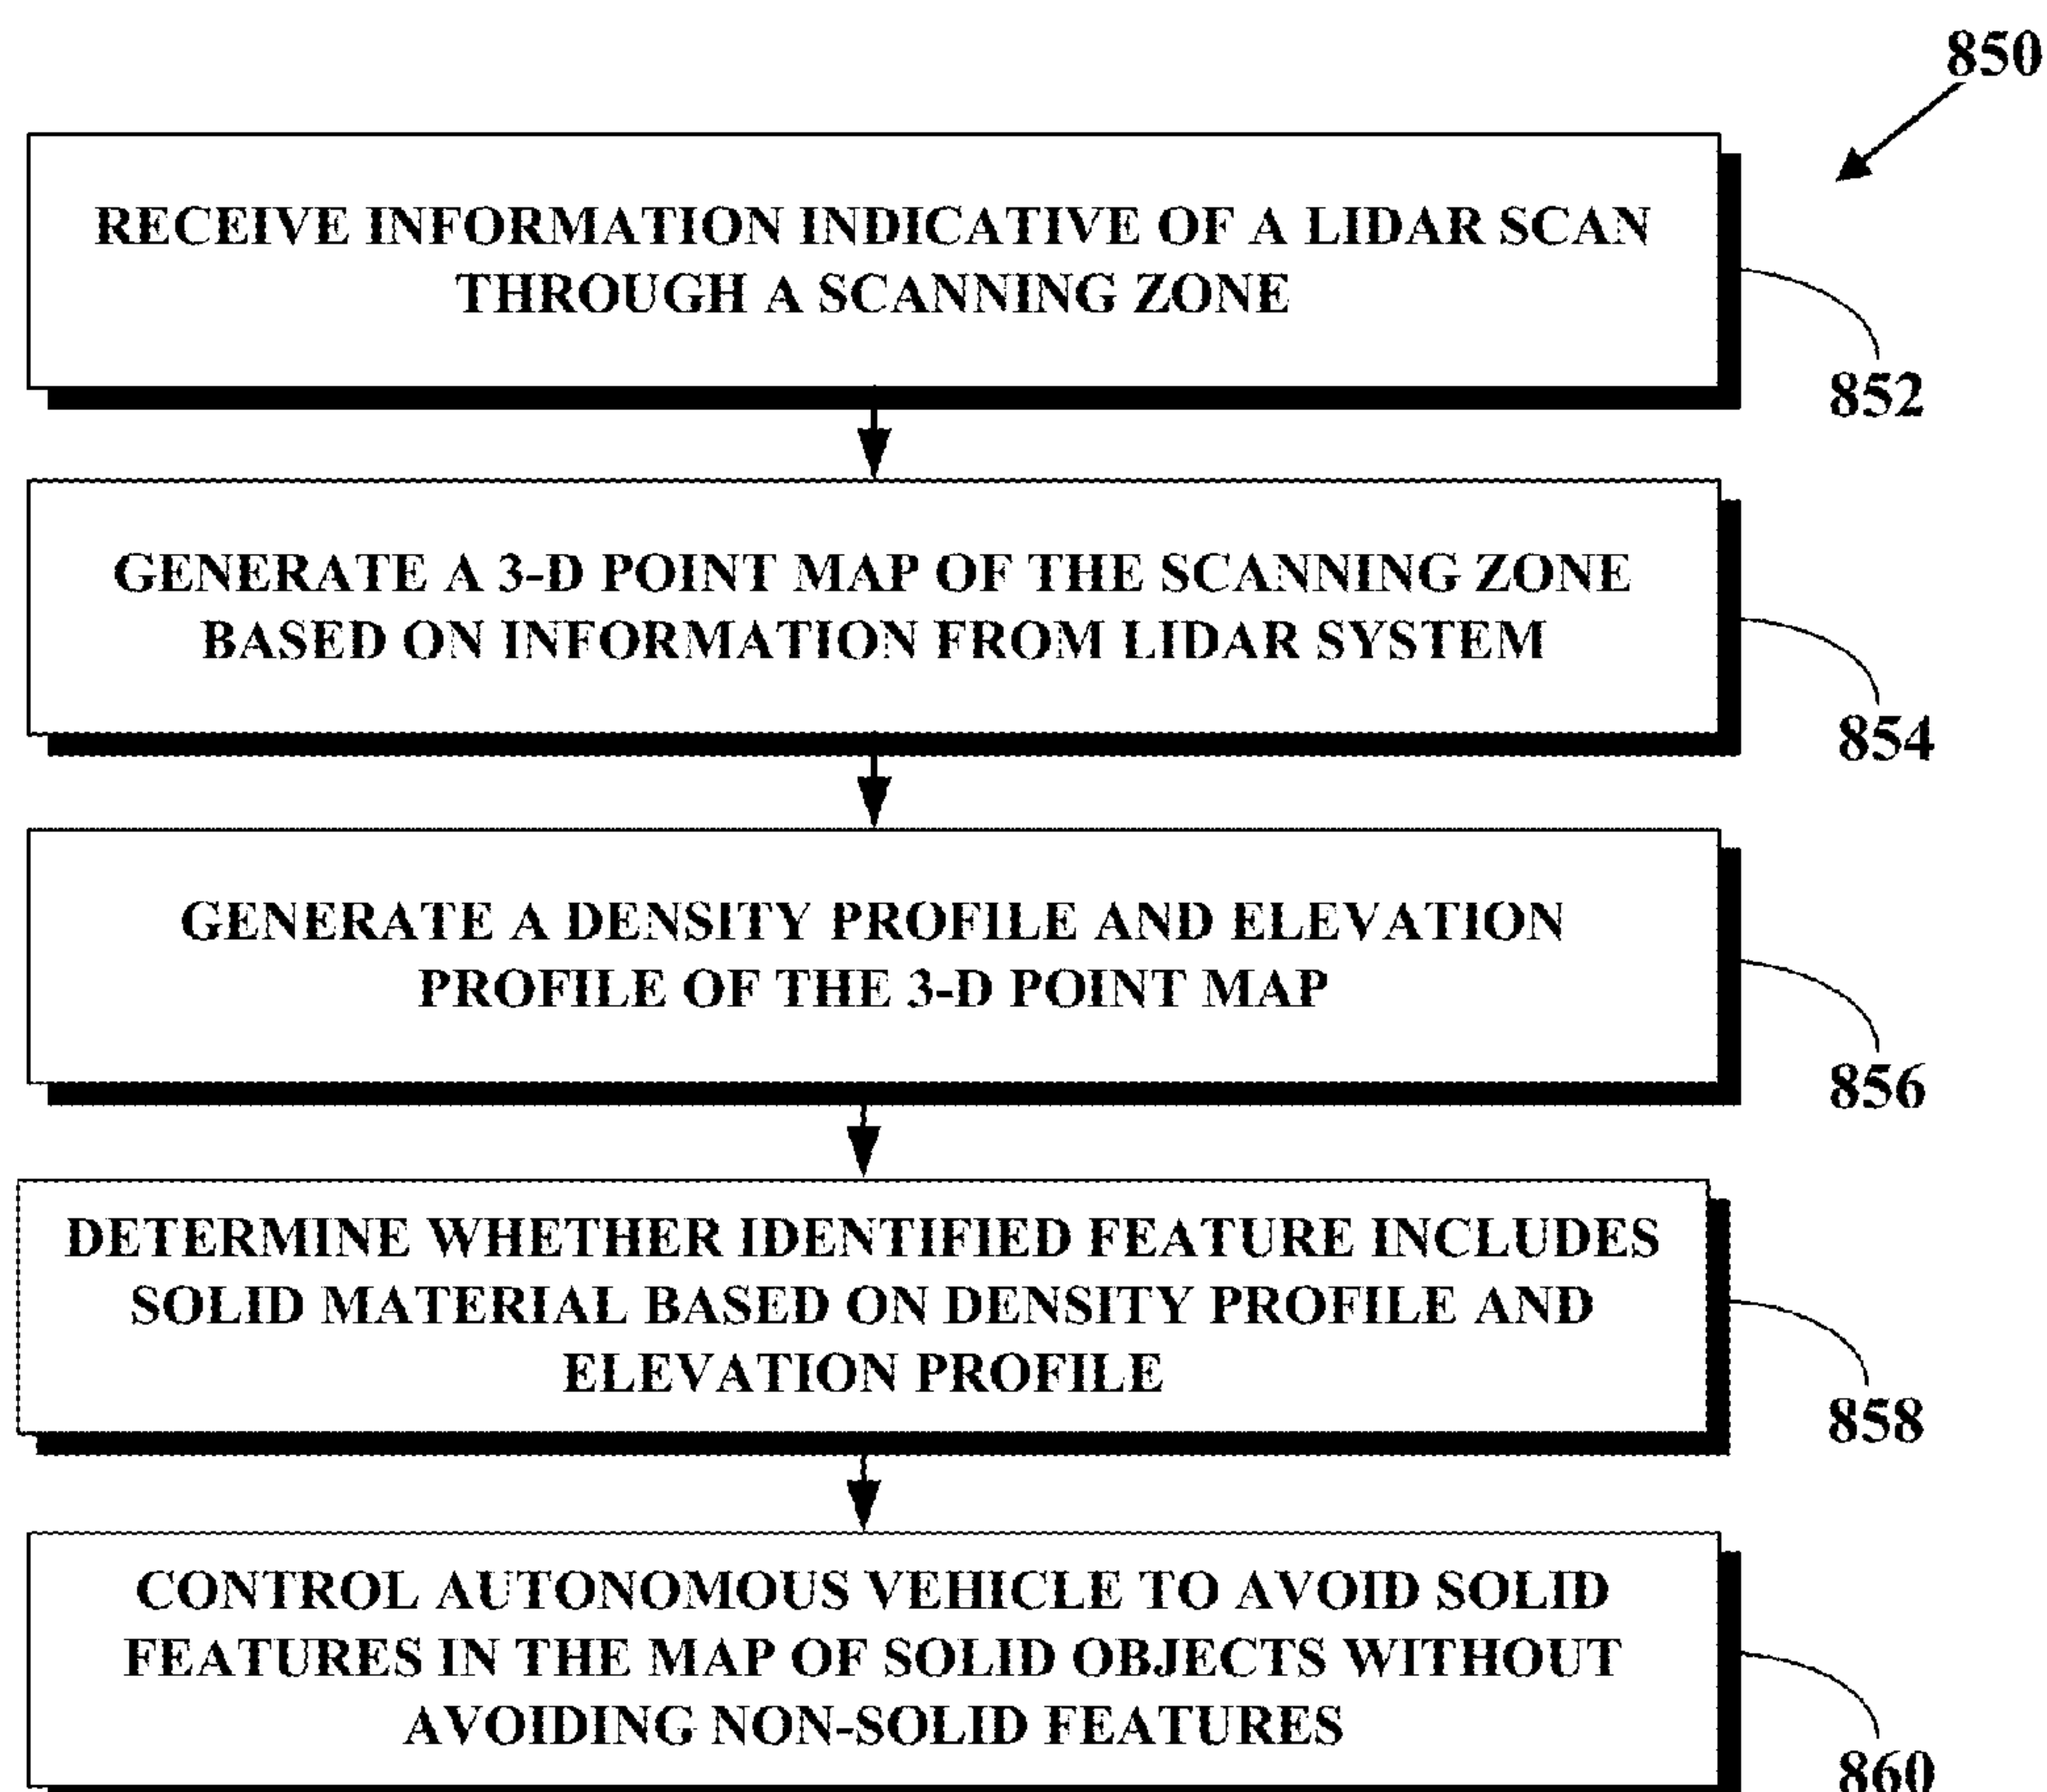 850
RECEIVE INFORMATION INDICATIVE OF A LIDAR SCAN
THROUGH A SCANNING ZONE
852
GENERATE A 3-D POINT MAP OF THE SCANNING ZONE
BASED ON INFORMATION FROM LIDAR SYSTEM
854
GENERATE A DENSITY PROFILE AND ELEVATION
PROFILE OF THE 3-D POINT MAP
856
DETERMINE WHETHER IDENTIFIED FEATURE INCLUDES
SOLID MATERIAL BASED ON DENSITY PROFILE AND
ELEVATION PROFILE
858
CONTROL AUTONOMOUS VEHICLE TO AVOID SOLID
FEATURES IN THE MAP OF SOLID OBJECTS WITHOUT
AVOIDING NON-SOLID FEATURES
860